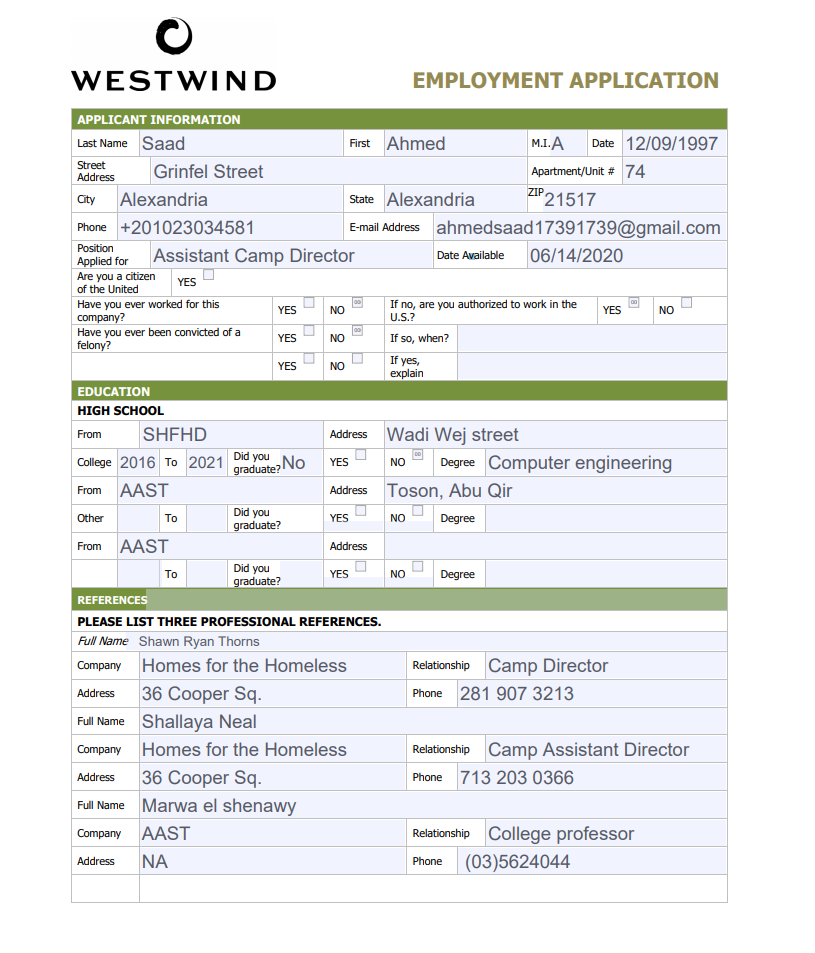 WESTWIND
EMPLOYMENT APPLICATION
APPLICANT INFORMATION
Last Name Saad First Ahmed M.I. A Date 12/09/1997
Street Address Grinfel Street Apartment/Unit # 74
City Alexandria State Alexandria ZIP 21517
Phone +201023034581 E-mail Address ahmedsaad17391739@gmail.com
Position Applied for Assistant Camp Director Date Available 06/14/2020
Are you a citizen of the United YES
Have you ever worked for this company? YES NO If no, are you authorized to work in the U.S.? YES NO
Have you ever been convicted of a felony? YES NO If so, when?
YES NO If yes, explain
EDUCATION
HIGH SCHOOL
From SHFHD Address Wadi Wej street
College 2016 To 2021 Did you graduate? No YES NO Degree Computer engineering
From AAST Address Toson, Abu Qir
Other To Did you graduate? YES NO Degree
From AAST Address
To Did you graduate? YES NO Degree
REFERENCES
PLEASE LIST THREE PROFESSIONAL REFERENCES.
Full Name Shawn Ryan Thorns
Company Homes for the Homeless Relationship Camp Director
Address 36 Cooper Sq. Phone 281 907 3213
Full Name Shallaya Neal
Company Homes for the Homeless Relationship Camp Assistant Director
Address 36 Cooper Sq. Phone 713 203 0366
Full Name Marwa el shenawy
Company AAST Relationship College professor
Address NA Phone (03)5624044